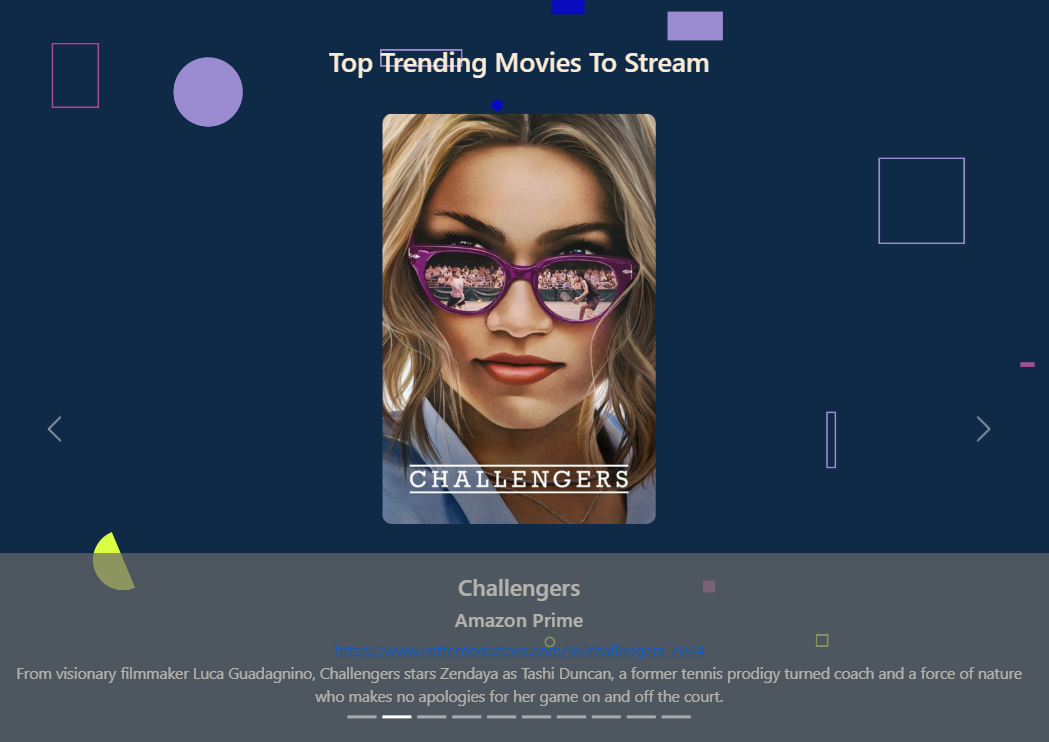 Top Trending Movies To Stream
CHALLENGERS
Challengers
Amazon Prime
https://www.rottentomatoes.com/m/challengers_2024
From visionary filmmaker Luca Guadagnino, Challengers stars Zendaya as Tashi Duncan, a former tennis prodigy turned coach and a force of nature
who makes no apologies for her game on and off the court.